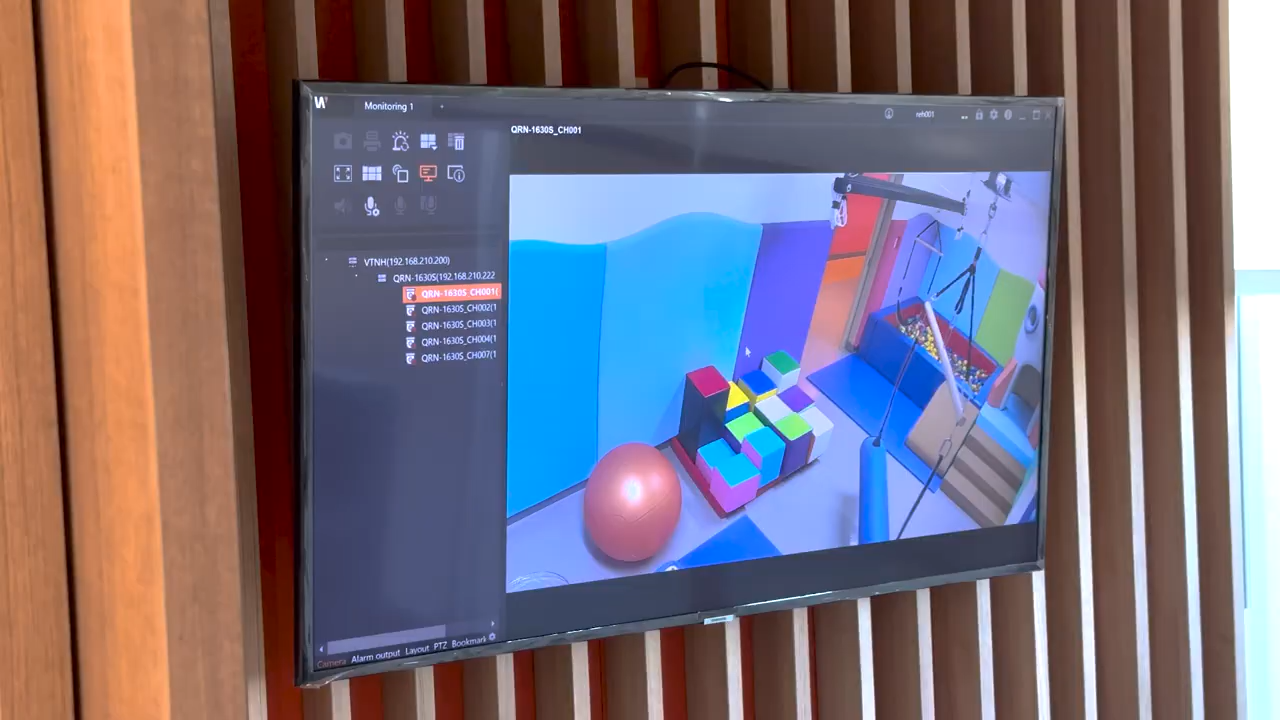 W
Monitoring 1
reh001
QRN-1630S_CH001
VTNH(192.168.210.200)
QRN-1630S(192.168.210.222
QRN-1630S_CH001(
QRN-1630S_CH002(1
QRN-1630S_CH003(1
QRN-1630S_CH004(1
QRN-1630S_CH007(1
Camera Alarm output Layout PTZ Bookmark
SAMSUNG